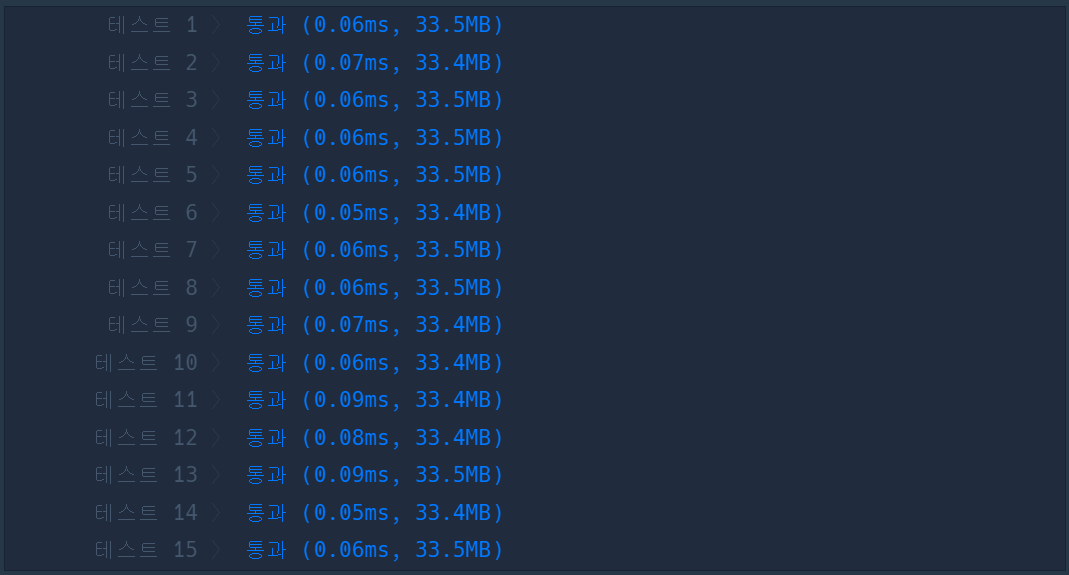 테스트 1 〉 통과 (0.06ms, 33.5MB)
테스트 2 〉 통과 (0.07ms, 33.4MB)
테스트 3 〉 통과 (0.06ms, 33.5MB)
테스트 4 〉 통과 (0.06ms, 33.5MB)
테스트 5 〉 통과 (0.06ms, 33.5MB)
테스트 6 〉 통과 (0.05ms, 33.4MB)
테스트 7 〉 통과 (0.06ms, 33.5MB)
테스트 8 〉 통과 (0.06ms, 33.5MB)
테스트 9 〉 통과 (0.07ms, 33.4MB)
테스트 10 〉 통과 (0.06ms, 33.4MB)
테스트 11 〉 통과 (0.09ms, 33.4MB)
테스트 12 〉 통과 (0.08ms, 33.4MB)
테스트 13 〉 통과 (0.09ms, 33.5MB)
테스트 14 〉 통과 (0.05ms, 33.4MB)
테스트 15 〉 통과 (0.06ms, 33.5MB)